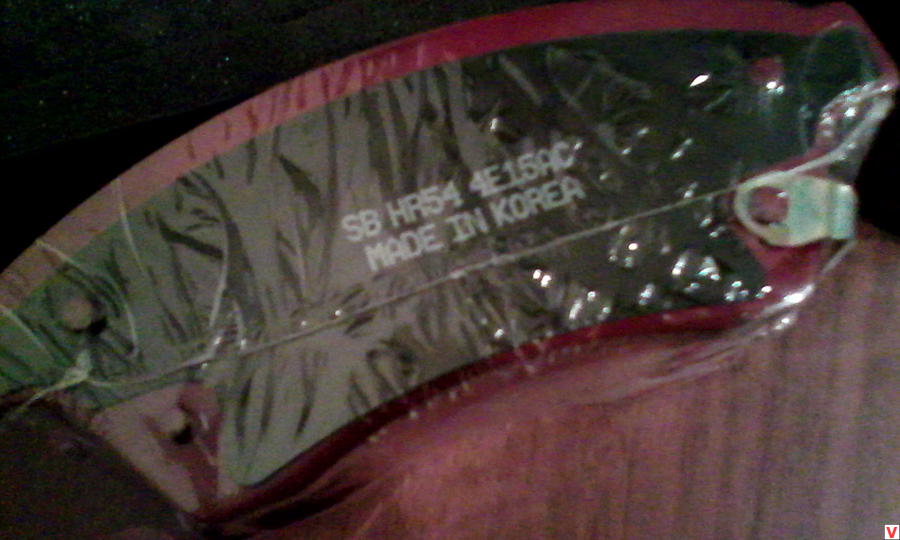 SB HR54 4E15AC
MADE IN KOREA
V